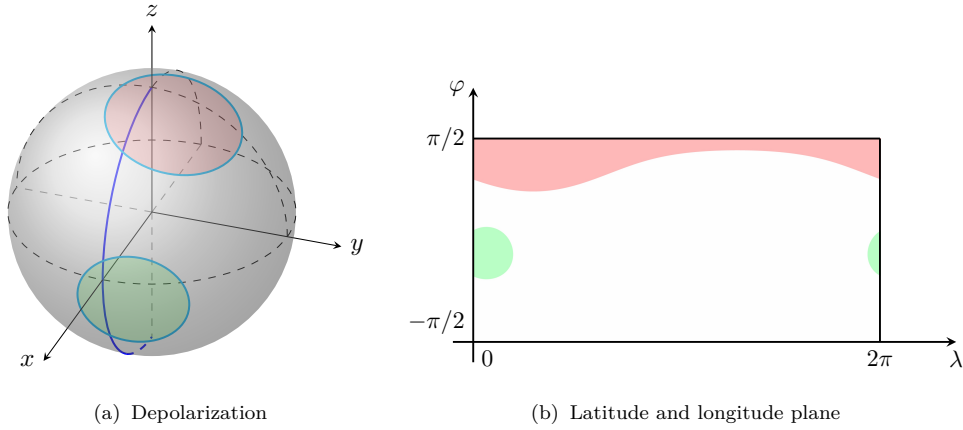 z
y
x
(a) Depolarization
φ
π/2
−π/2
0
2π
λ
(b) Latitude and longitude plane